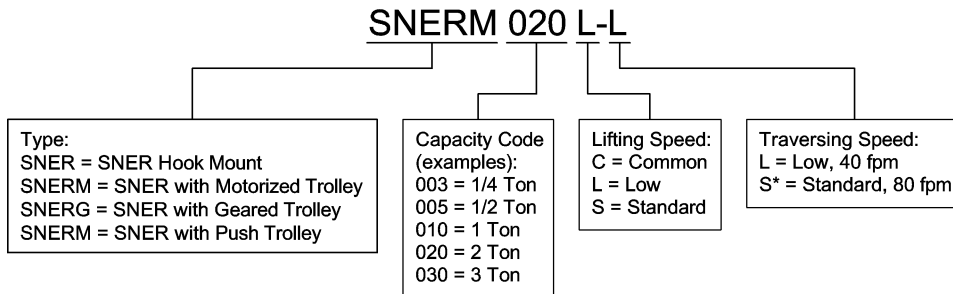 SNERM 020 L-L
Type:
SNER = SNER Hook Mount
SNERM = SNER with Motorized Trolley
SNERG = SNER with Geared Trolley
SNERM = SNER with Push Trolley
Capacity Code
(examples):
003 = 1/4 Ton
005 = 1/2 Ton
010 = 1 Ton
020 = 2 Ton
030 = 3 Ton
Lifting Speed:
C = Common
L = Low
S = Standard
Traversing Speed:
L = Low, 40 fpm
S* = Standard, 80 fpm